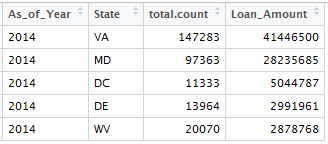 As_of_Year State total.count Loan_Amount
2014 VA 147283 41446500
2014 MD 97363 28235685
2014 DC 11333 5044787
2014 DE 13964 2991961
2014 WV 20070 2878768